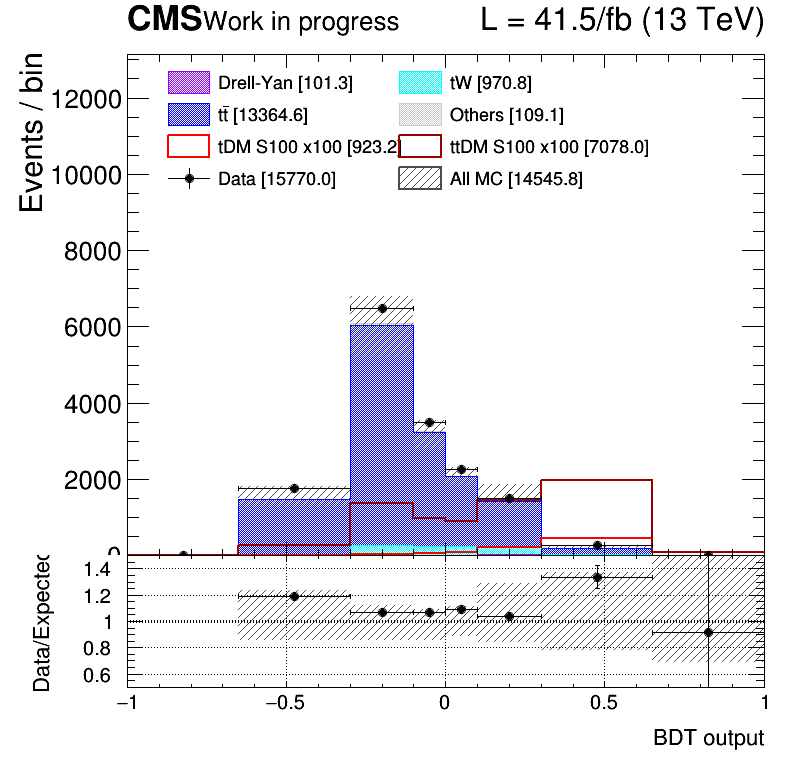 CMS Work in progress L = 41.5/fb (13 TeV)
Events / bin
12000
10000
8000
6000
4000
2000
0
Drell-Yan [101.3] tW [970.8]
tt̄ [13364.6] Others [109.1]
tDM S100 x100 [923.2] ttDM S100 x100 [7078.0]
Data [15770.0] All MC [14545.8]
Data/Expected
1.4
1.2
1
0.8
0.6
−1 −0.5 0 0.5 1
BDT output